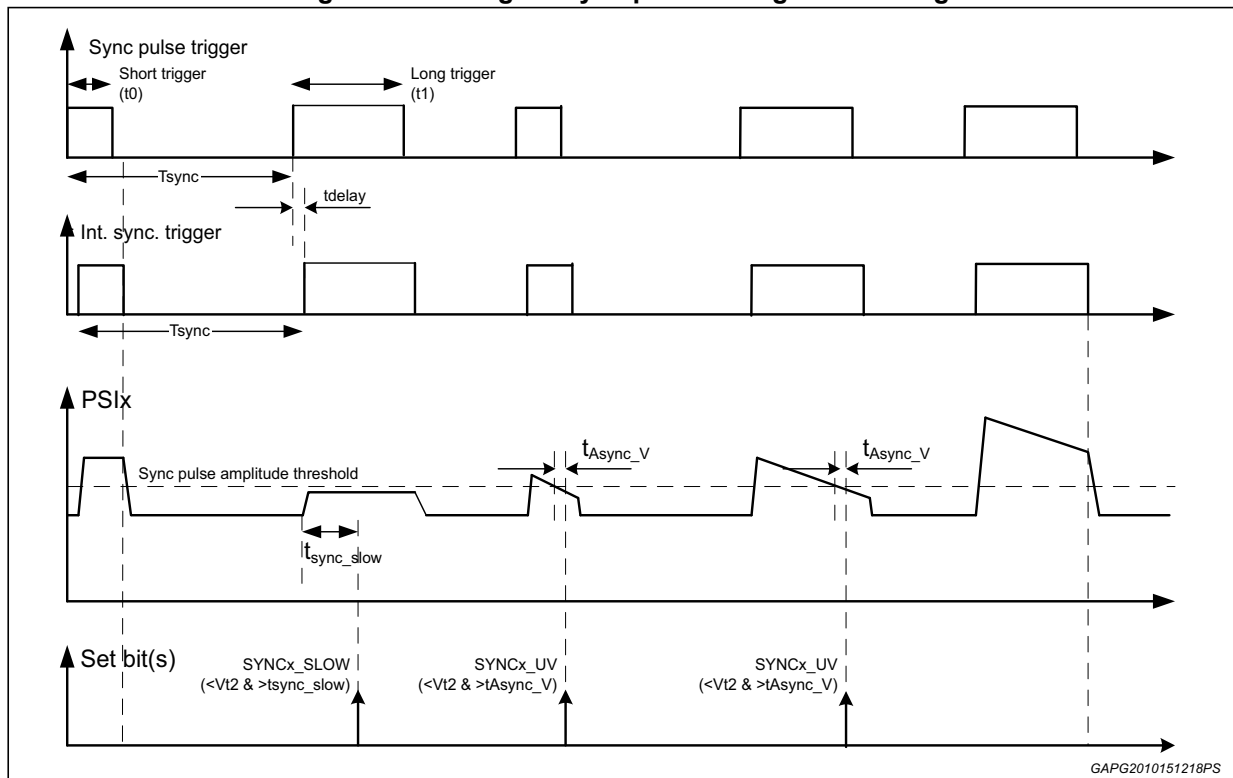 Sync pulse trigger
Short trigger
(t0)
Long trigger
(t1)
Tsync
tdelay
Int. sync. trigger
Tsync
PSIx
Sync pulse amplitude threshold
tAsync_V
tAsync_V
tsync_slow
Set bit(s)
SYNCx_SLOW
(<Vt2 & >tsync_slow)
SYNCx_UV
(<Vt2 & >tAsync_V)
SYNCx_UV
(<Vt2 & >tAsync_V)
GAPG2010151218PS